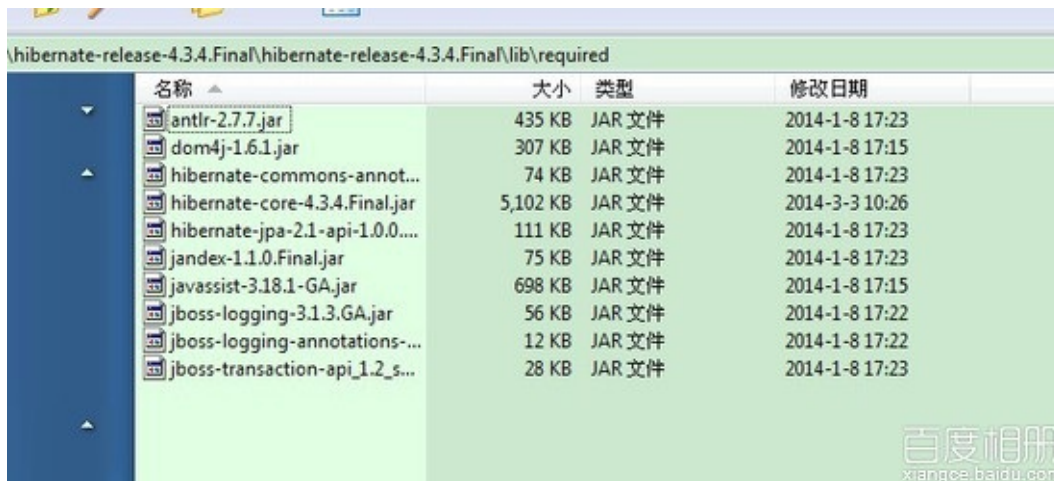 \hibernate-release-4.3.4.Final\hibernate-release-4.3.4.Final\lib\required
名称 大小 类型 修改日期
antlr-2.7.7.jar 435 KB JAR 文件 2014-1-8 17:23
dom4j-1.6.1.jar 307 KB JAR 文件 2014-1-8 17:15
hibernate-commons-annot... 74 KB JAR 文件 2014-1-8 17:23
hibernate-core-4.3.4.Final.jar 5,102 KB JAR 文件 2014-3-3 10:26
hibernate-jpa-2.1-api-1.0.0.... 111 KB JAR 文件 2014-1-8 17:23
jandex-1.1.0.Final.jar 75 KB JAR 文件 2014-1-8 17:23
javassist-3.18.1-GA.jar 698 KB JAR 文件 2014-1-8 17:15
jboss-logging-3.1.3.GA.jar 56 KB JAR 文件 2014-1-8 17:22
jboss-logging-annotations-... 12 KB JAR 文件 2014-1-8 17:22
jboss-transaction-api_1.2_s... 28 KB JAR 文件 2014-1-8 17:23
百度相册
xiangce.baidu.com